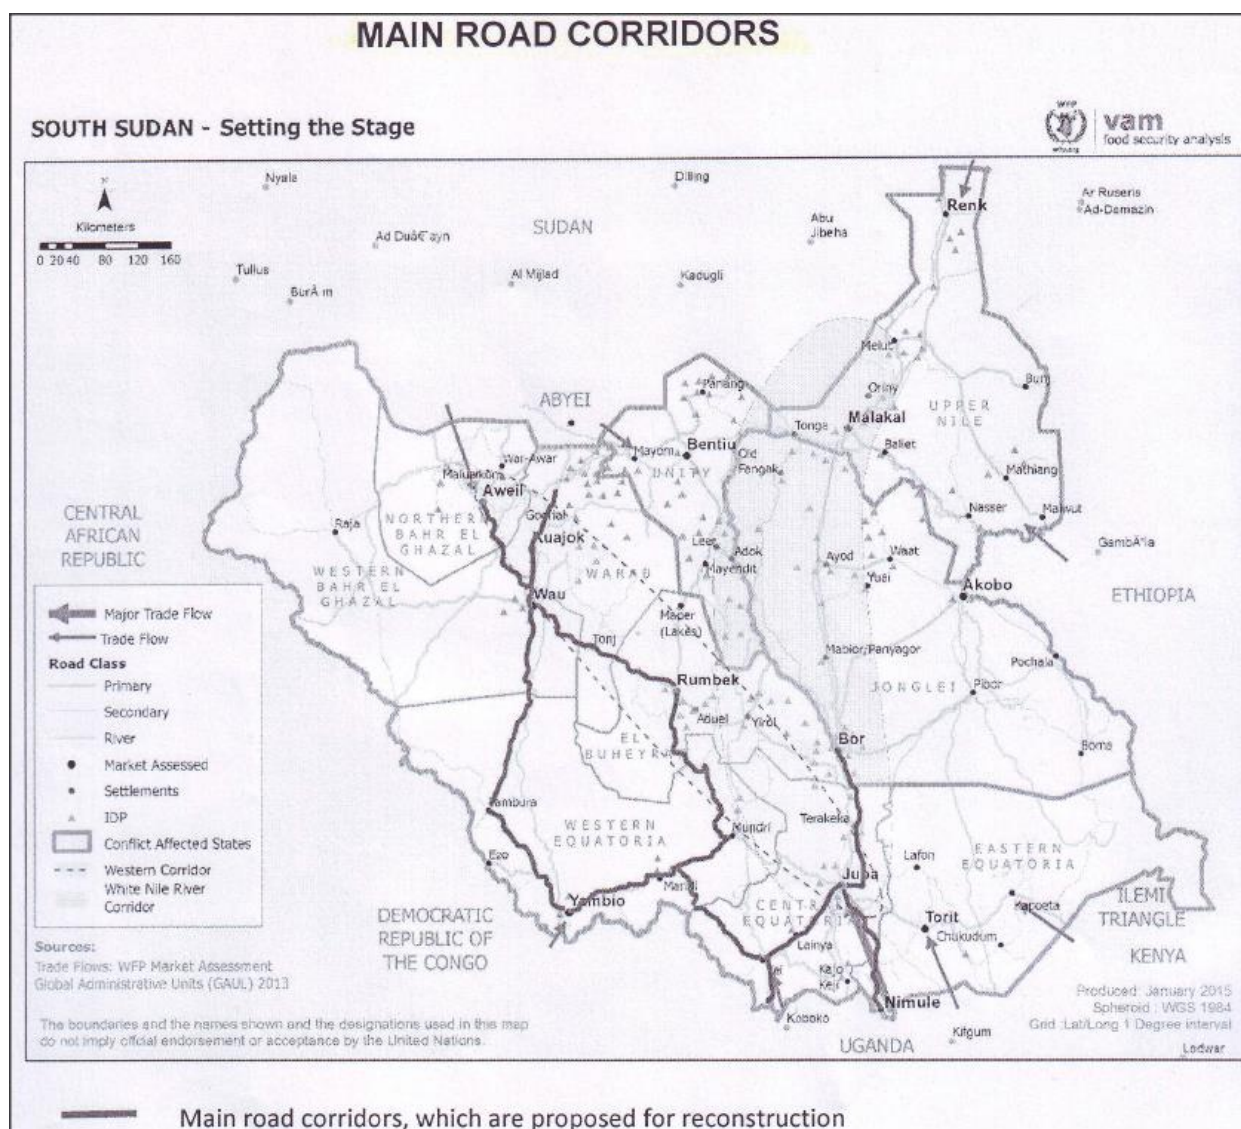 MAIN ROAD CORRIDORS
SOUTH SUDAN - Setting the Stage
WFP
vam
food security analysis
Nyala
Dilling
Ar Ruseris
Ad-Damazin
Renk
SUDAN
Abu
Jibeha
Kilometers
0 20 40 80 120 160
Ad Duâ€ ayn
Tullus
Al Mijlad
Kadugli
BurÅ m
Melut
Panang
Oriny
Bunj
ABYEI
Malakal
UPPER
NILE
Tonga
Mayom
Bentiu
Old
Fangak
Baliet
War-Awar
UNITY
Mathiang
Aweil
Nasser
CENTRAL
AFRICAN
REPUBLIC
Raja
NORTHERN
BAHR EL
GHAZAL
Kuajok
Leer
Adok
Ayod
Waat
WARAB
Mayendit
Yuai
WESTERN
BAHR EL
GHAZAL
Wau
Akobo
ETHIOPIA
Maper
(Lakes)
Tonj
Mabior/Panyagor
Pochala
Rumbek
JONGLEI
Pibor
Aduel
Yirol
EL
BUHEYRA
Bor
Boma
Tambura
WESTERN
EQUATORIA
Mundri
Terakeka
EASTERN
EQUATORIA
Ezo
Lafon
Juba
Yambio
Kapoeta
ILEMI
TRIANGLE
DEMOCRATIC
REPUBLIC OF
THE CONGO
Torit
Chukudum
Lainya
KENYA
Kajo
Keji
Nimule
Koboko
Kitgum
UGANDA
Lodwar
Major Trade Flow
Trade Flow
Road Class
Primary
Secondary
River
Market Assessed
Settlements
IDP
Conflict Affected States
Western Corridor
White Nile River
Corridor
Sources:
Trade Flows: WFP Market Assessment
Global Administrative Units (GAUL) 2013
The boundaries and the names shown and the designations used in this map
do not imply official endorsement or acceptance by the United Nations.
Produced: January 2015
Spheroid : WGS 1984
Grid :Lat/Long 1 Degree interval
Main road corridors, which are proposed for reconstruction